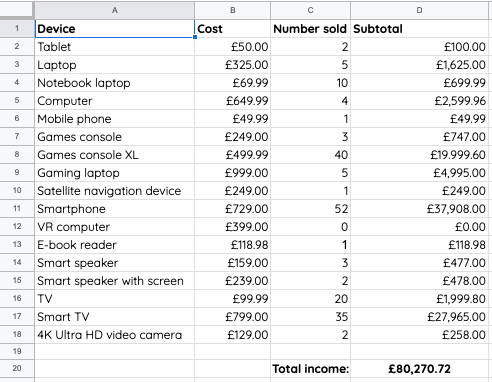 A B C D
1 Device Cost Number sold Subtotal
2 Tablet £50.00 2 £100.00
3 Laptop £325.00 5 £1,625.00
4 Notebook laptop £69.99 10 £699.99
5 Computer £649.99 4 £2,599.96
6 Mobile phone £49.99 1 £49.99
7 Games console £249.00 3 £747.00
8 Games console XL £499.99 40 £19.999.60
9 Gaming laptop £999.00 5 £4,995.00
10 Satellite navigation device £249.00 1 £249.00
11 Smartphone £729.00 52 £37,908.00
12 VR computer £399.00 0 £0.00
13 E-book reader £118.98 1 £118.98
14 Smart speaker £159.00 3 £477.00
15 Smart speaker with screen £239.00 2 £478.00
16 TV £99.99 20 £1,999.80
17 Smart TV £799.00 35 £27,965.00
18 4K Ultra HD video camera £129.00 2 £258.00
19
20 Total income: £80,270.72